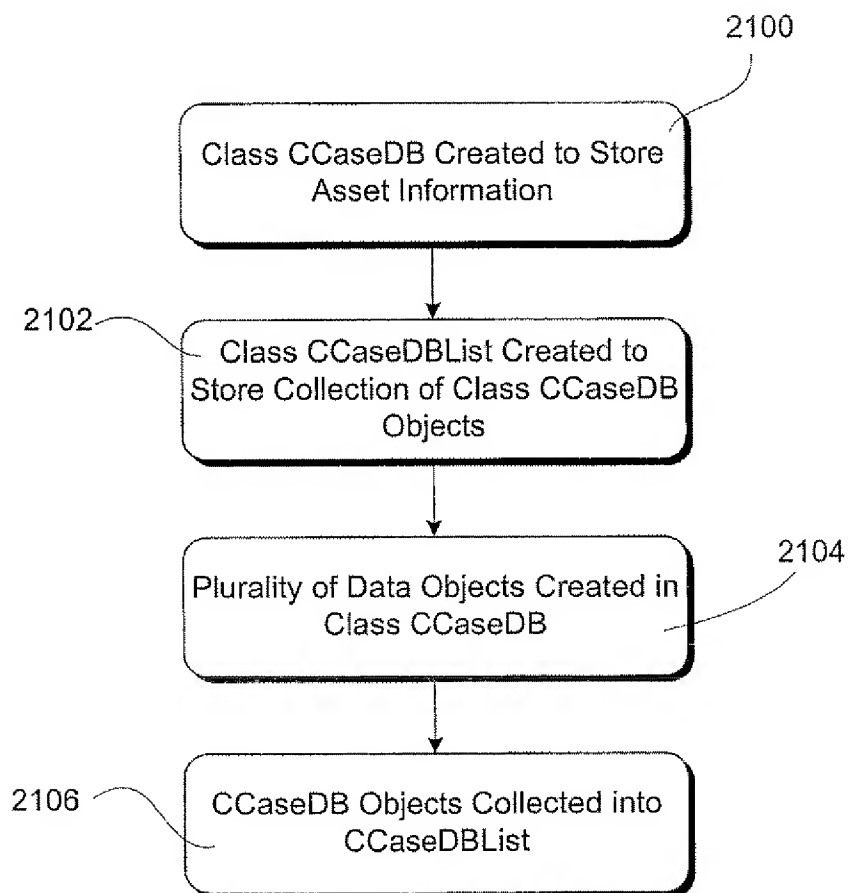 2100
Class CCaseDB Created to Store
Asset Information
2102
Class CCaseDBList Created to
Store Collection of Class CCaseDB
Objects
2104
Plurality of Data Objects Created in
Class CCaseDB
2106
CCaseDB Objects Collected into
CCaseDBList